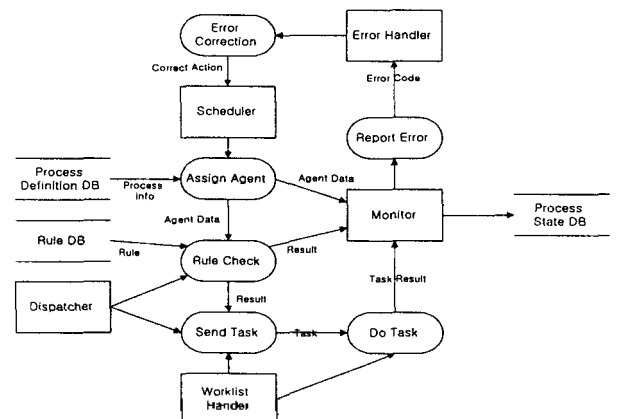 Error
Correction
Error Handler
Correct Action
Error Code
Scheduler
Report Error
Process
Definition DB
Process
info
Assign Agent
Agent Data
Agent Data
Monitor
Process
State DB
Rule DB
Rule
Rule Check
Result
Task Result
Dispatcher
Result
Send Task
Task
Do Task
Worklist
Hander